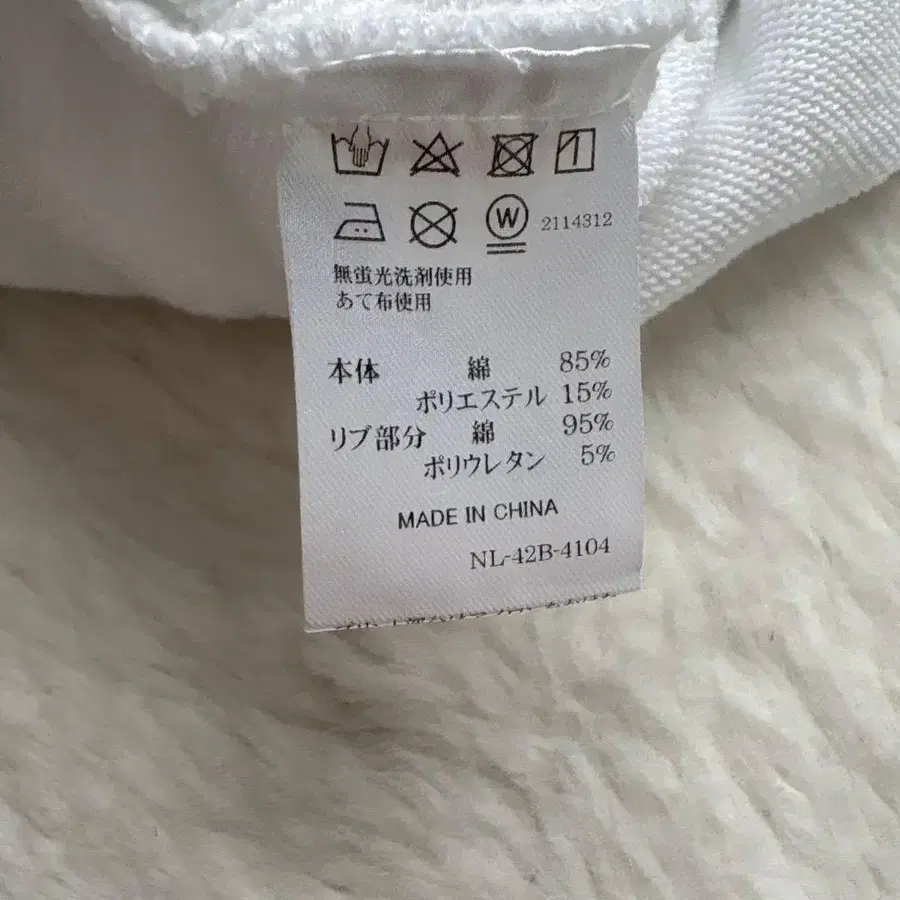 W 2114312
無蛍光洗剤使用
あて布使用
本体 綿 85%
ポリエステル 15%
リブ部分 綿 95%
ポリウレタン 5%
MADE IN CHINA
NL-42B-4104